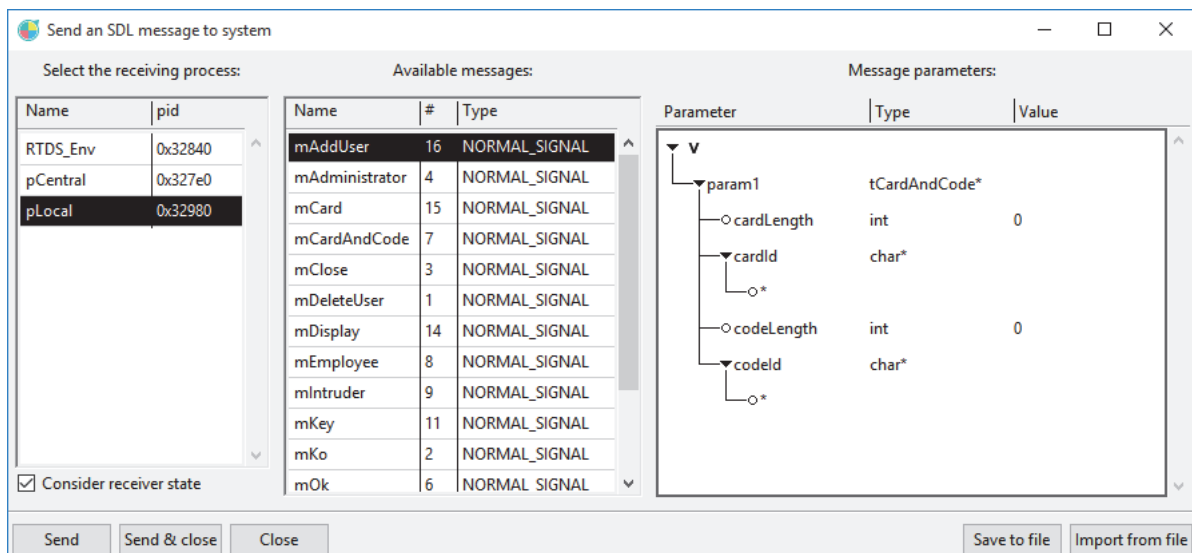 Send an SDL message to system
Select the receiving process:
Name pid
RTDS_Env 0x32840
pCentral 0x327e0
pLocal 0x32980
Consider receiver state
Available messages:
Name # Type
mAddUser 16 NORMAL_SIGNAL
mAdministrator 4 NORMAL_SIGNAL
mCard 15 NORMAL_SIGNAL
mCardAndCode 7 NORMAL_SIGNAL
mClose 3 NORMAL_SIGNAL
mDeleteUser 1 NORMAL_SIGNAL
mDisplay 14 NORMAL_SIGNAL
mEmployee 8 NORMAL_SIGNAL
mIntruder 9 NORMAL_SIGNAL
mKey 11 NORMAL_SIGNAL
mKo 2 NORMAL_SIGNAL
mOk 6 NORMAL_SIGNAL
Message parameters:
Parameter Type Value
V
param1 tCardAndCode*
cardLength int 0
cardId char*
*
codeLength int 0
codeId char*
*
Send Send & close Close Save to file Import from file